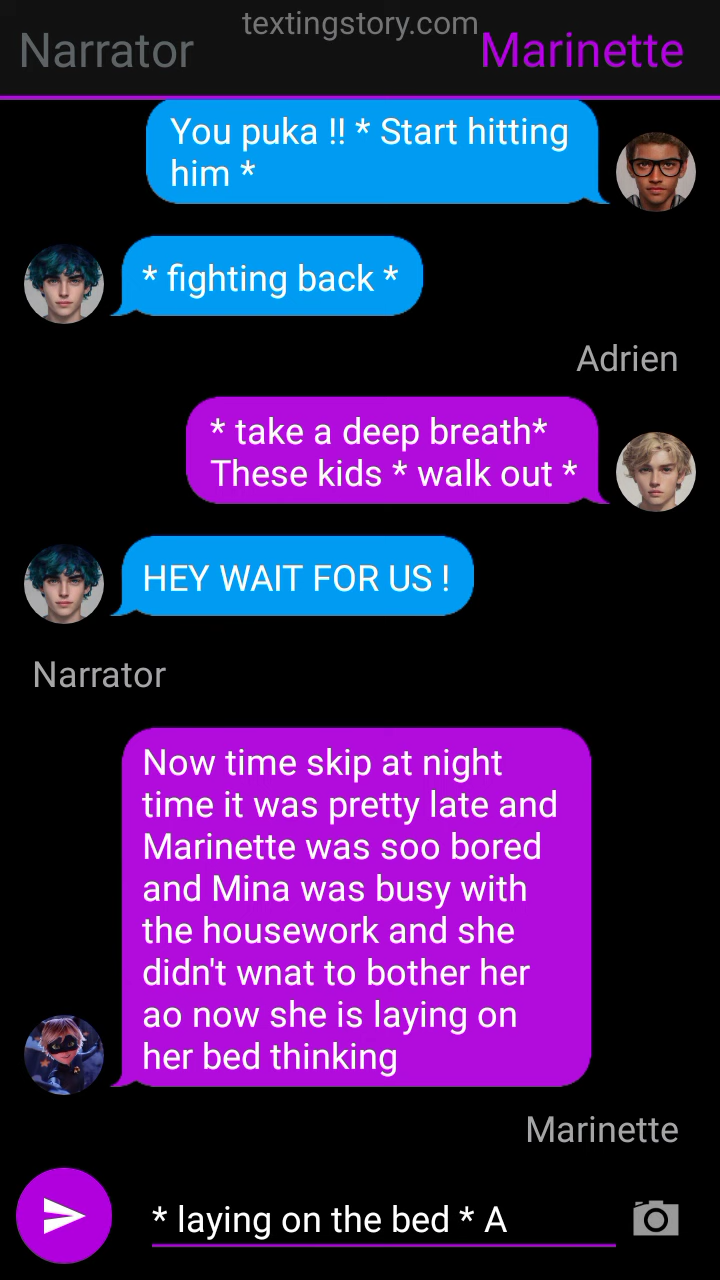 textingstory.com
Narrator
Marinette
You puka !! * Start hitting
him *
* fighting back *
Adrien
* take a deep breath*
These kids * walk out *
HEY WAIT FOR US !
Narrator
Now time skip at night
time it was pretty late and
Marinette was soo bored
and Mina was busy with
the housework and she
didn't wnat to bother her
ao now she is laying on
her bed thinking
Marinette
* laying on the bed * A